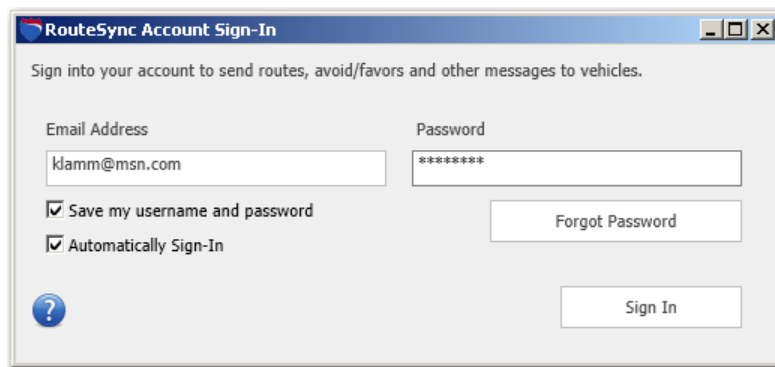 RouteSync Account Sign-In
Sign into your account to send routes, avoid/favors and other messages to vehicles.
Email Address
Password
klamm@msn.com
********
Save my username and password
Forgot Password
Automatically Sign-In
?
Sign In